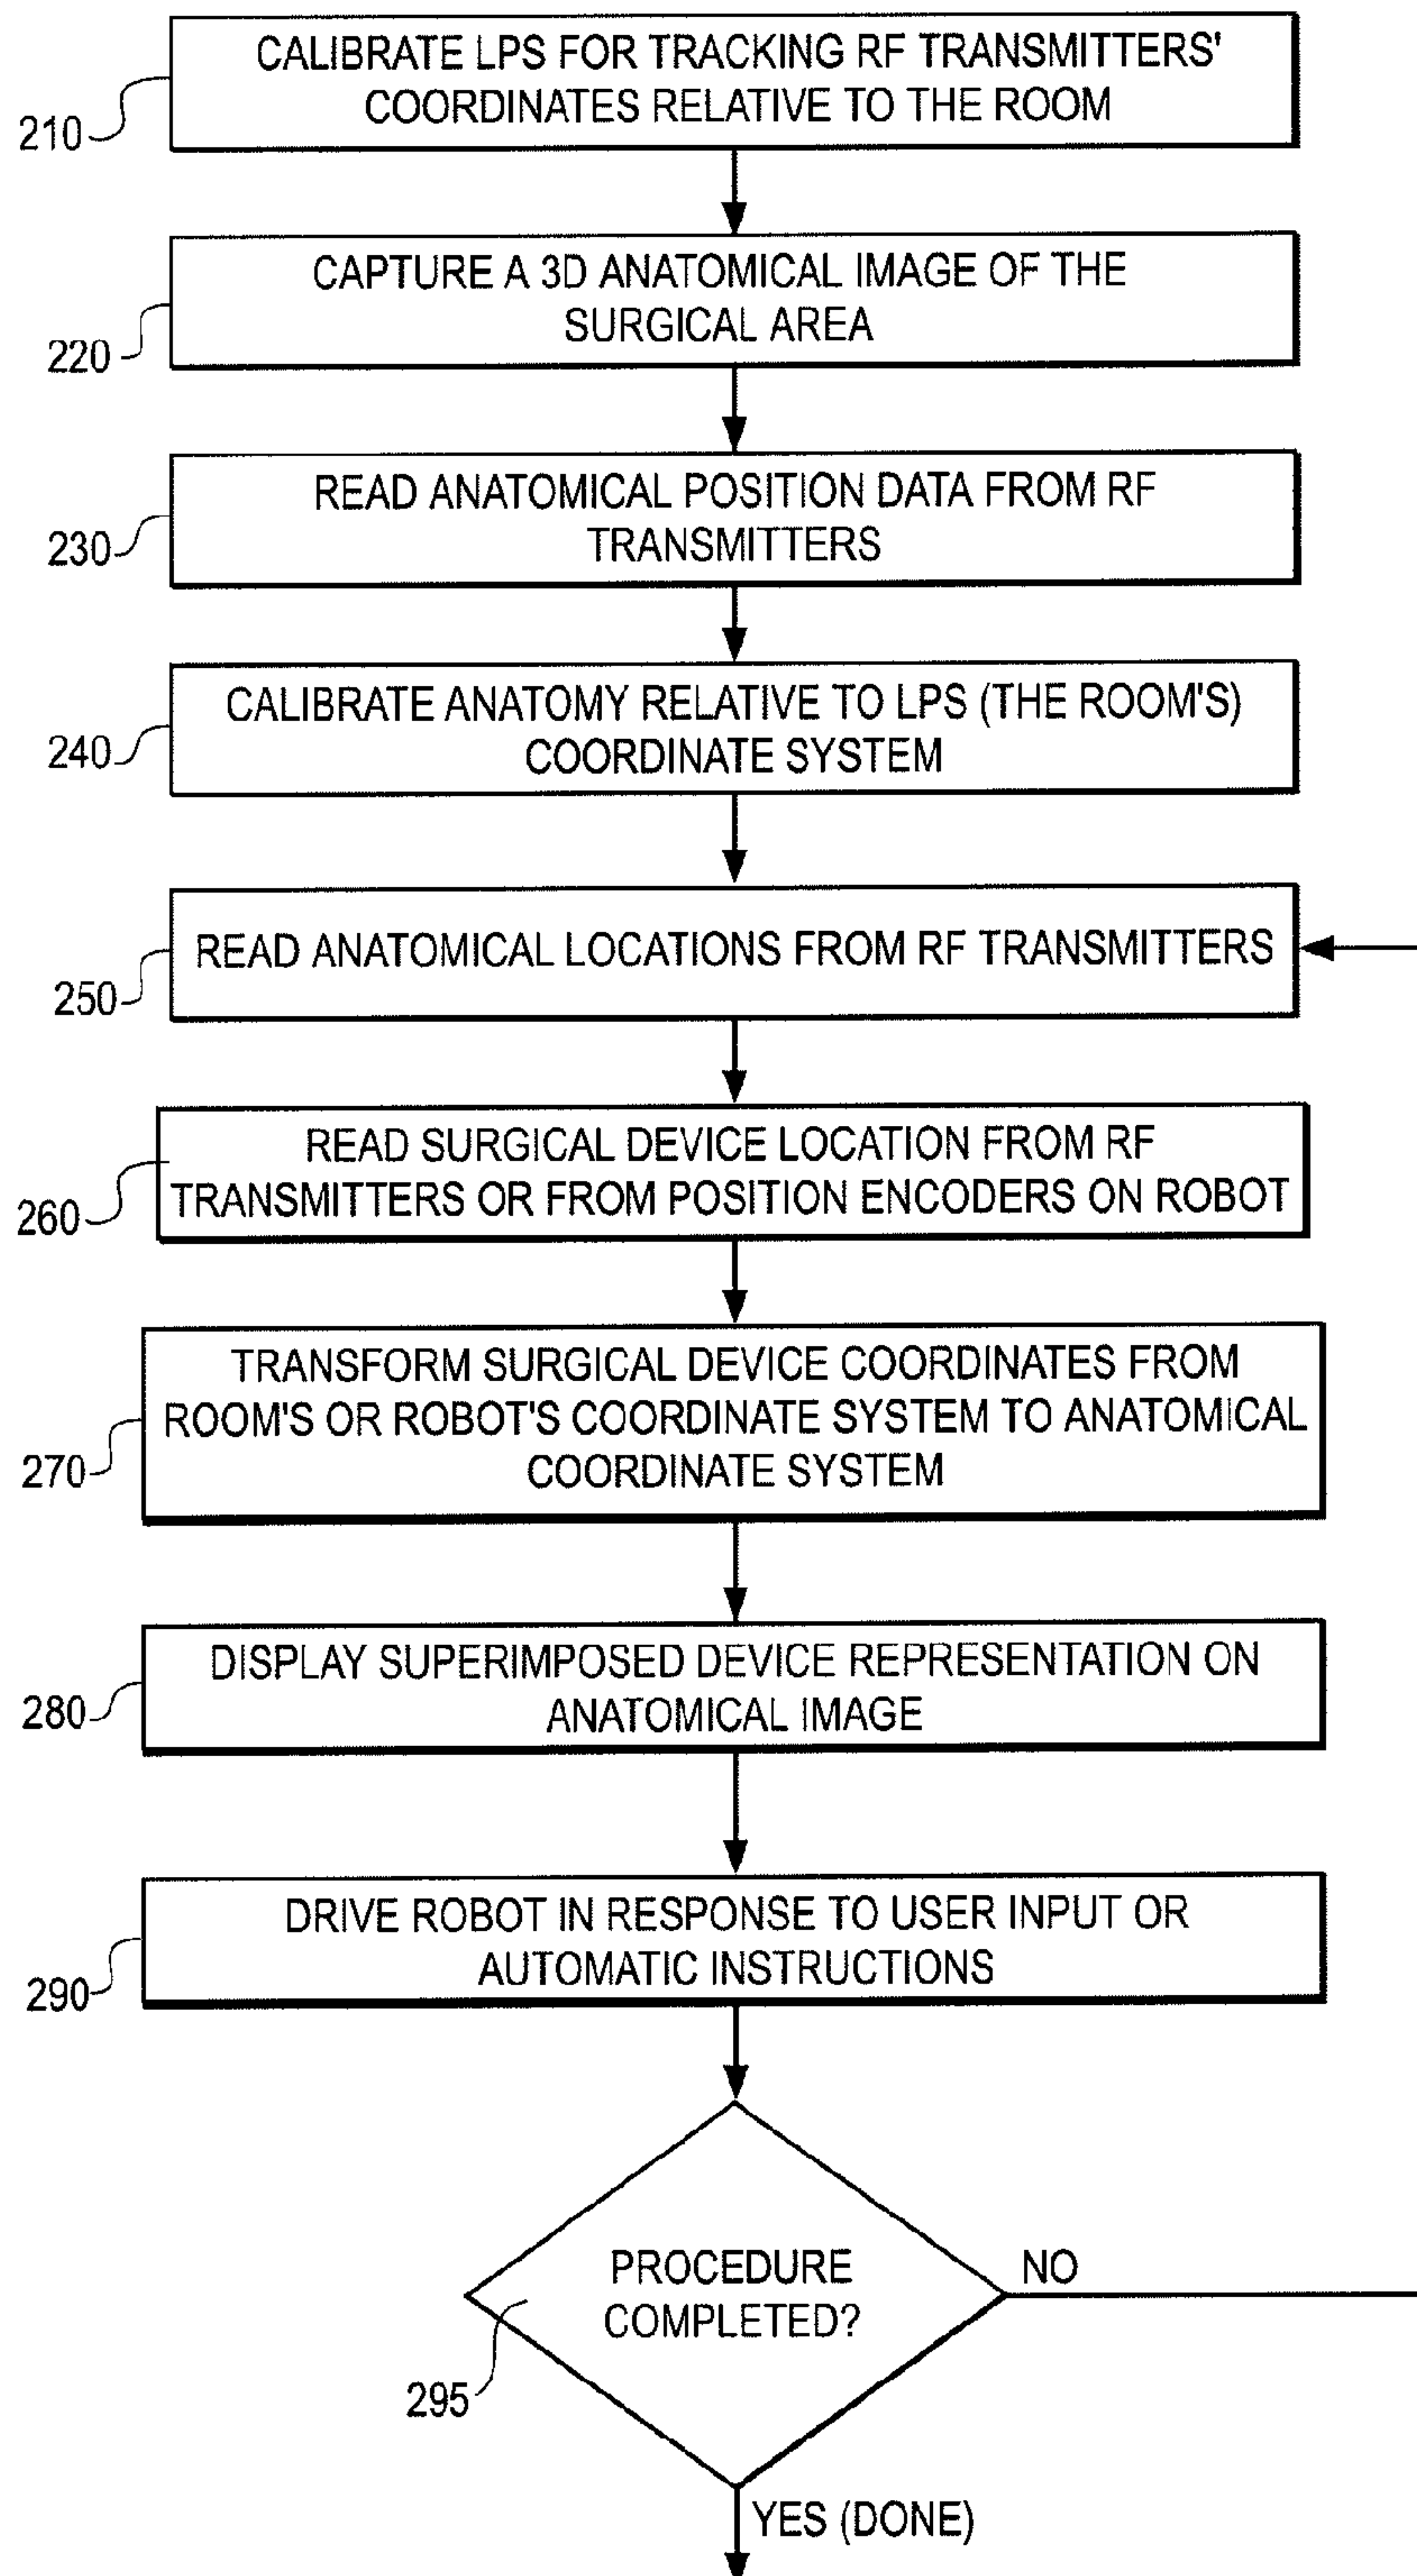 CALIBRATE LPS FOR TRACKING RF TRANSMITTERS'
COORDINATES RELATIVE TO THE ROOM
210
CAPTURE A 3D ANATOMICAL IMAGE OF THE
SURGICAL AREA
220
READ ANATOMICAL POSITION DATA FROM RF
TRANSMITTERS
230
CALIBRATE ANATOMY RELATIVE TO LPS (THE ROOM'S)
COORDINATE SYSTEM
240
READ ANATOMICAL LOCATIONS FROM RF TRANSMITTERS
250
READ SURGICAL DEVICE LOCATION FROM RF
TRANSMITTERS OR FROM POSITION ENCODERS ON ROBOT
260
TRANSFORM SURGICAL DEVICE COORDINATES FROM
ROOM'S OR ROBOT'S COORDINATE SYSTEM TO ANATOMICAL
COORDINATE SYSTEM
270
DISPLAY SUPERIMPOSED DEVICE REPRESENTATION ON
ANATOMICAL IMAGE
280
DRIVE ROBOT IN RESPONSE TO USER INPUT OR
AUTOMATIC INSTRUCTIONS
290
PROCEDURE
COMPLETED?
NO
295
YES (DONE)